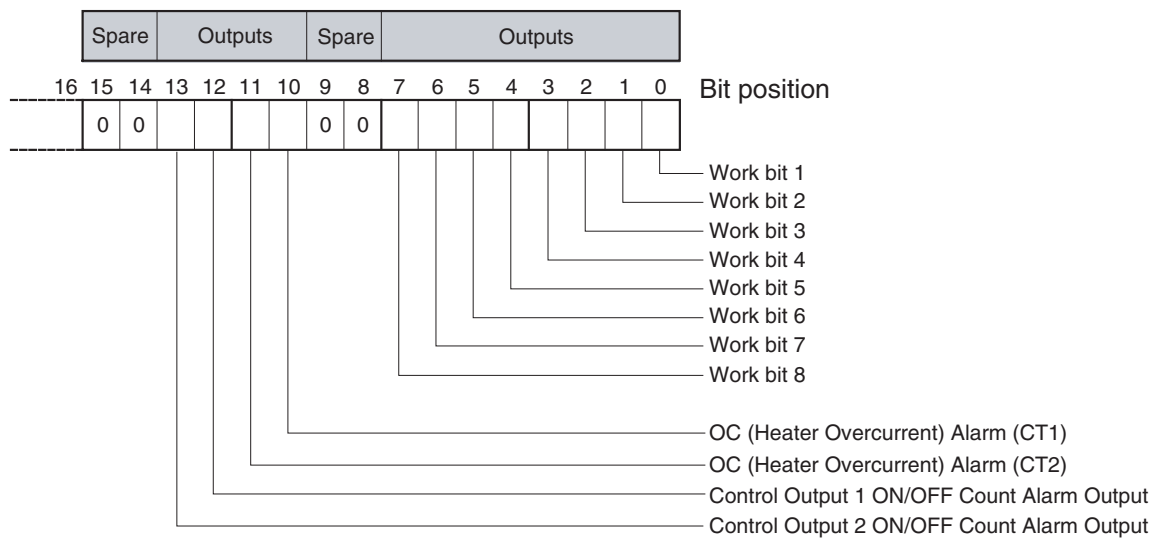 Spare Outputs Spare Outputs
16 15 14 13 12 11 10 9 8 7 6 5 4 3 2 1 0 Bit position
0 0 0 0
Work bit 1
Work bit 2
Work bit 3
Work bit 4
Work bit 5
Work bit 6
Work bit 7
Work bit 8
OC (Heater Overcurrent) Alarm (CT1)
OC (Heater Overcurrent) Alarm (CT2)
Control Output 1 ON/OFF Count Alarm Output
Control Output 2 ON/OFF Count Alarm Output